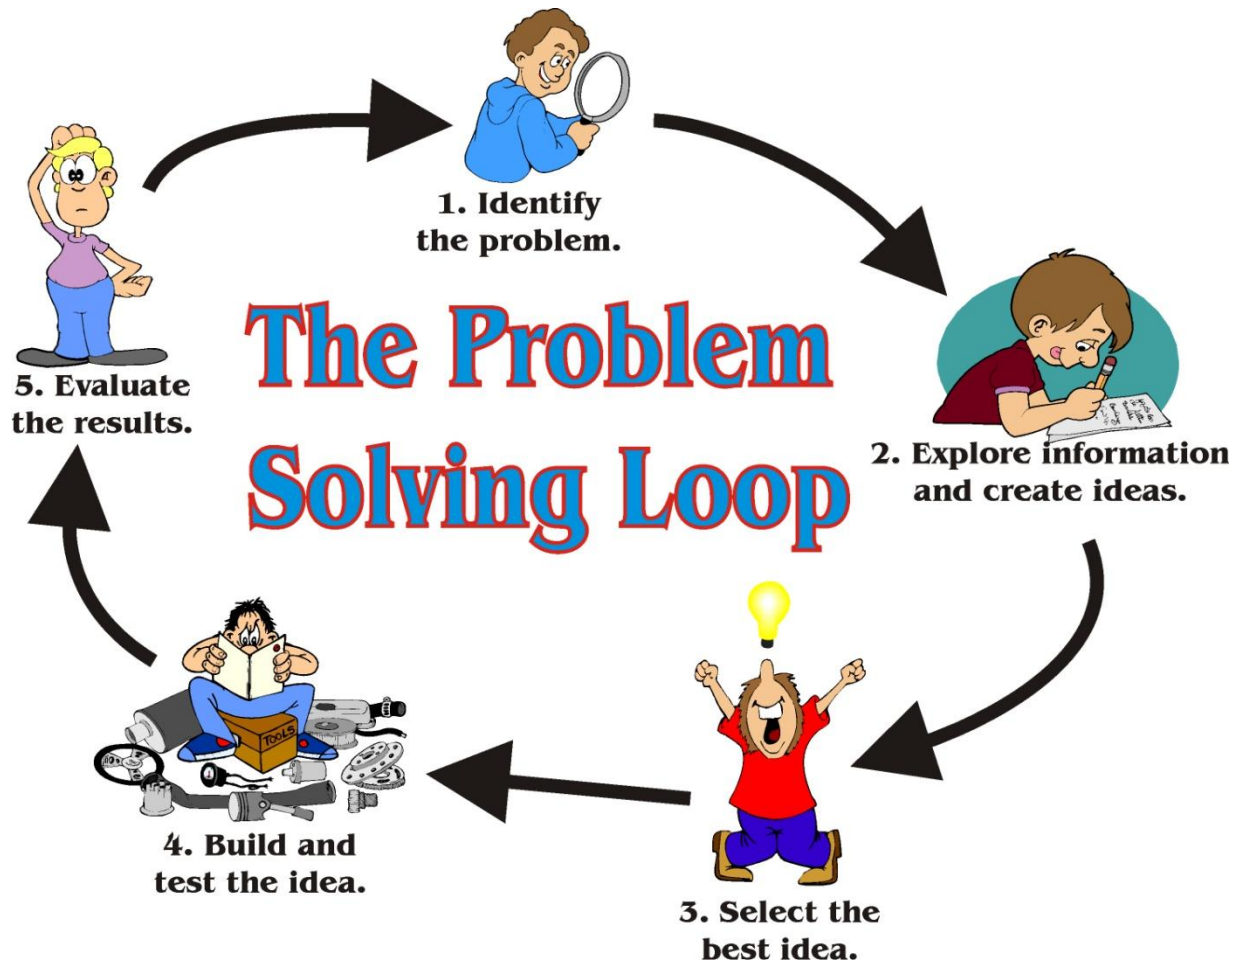 The Problem
Solving Loop
1. Identify
the problem.
2. Explore information
and create ideas.
3. Select the
best idea.
4. Build and
test the idea.
TOOLS
5. Evaluate
the results.